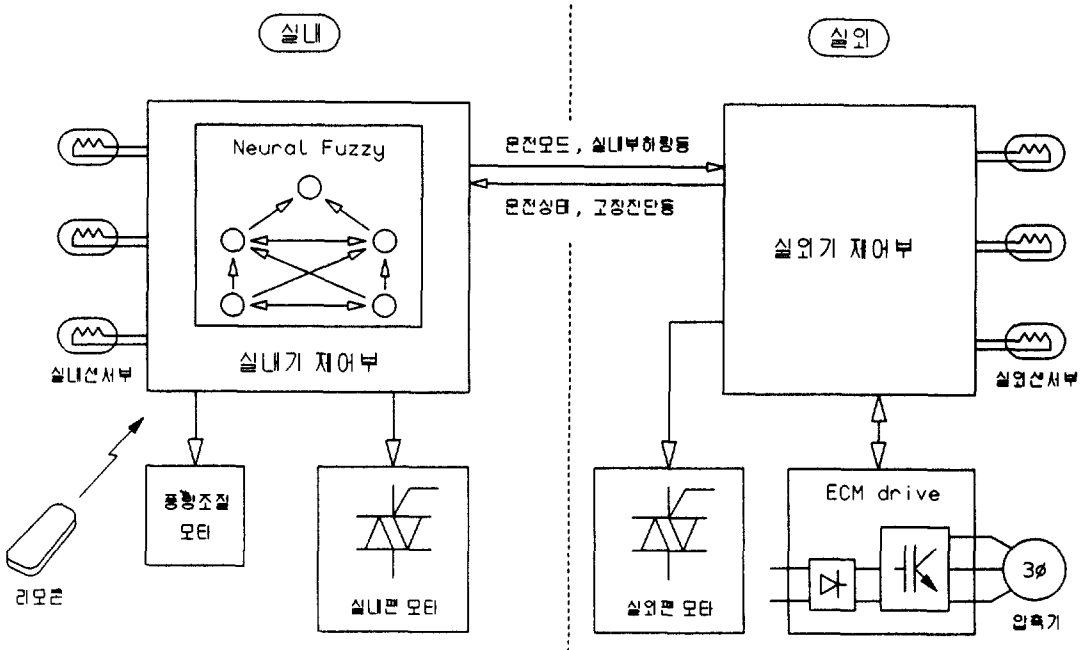 실내
실외
Neural Fuzzy
운전모드, 실내부하량등
운전상태, 고장진단등
실외기 제어부
실내기 제어부
실내센서부
실외센서부
풍향조절
모타
ECM drive
3ø
리모콘
실내팬 모타
실외팬 모타
압축기